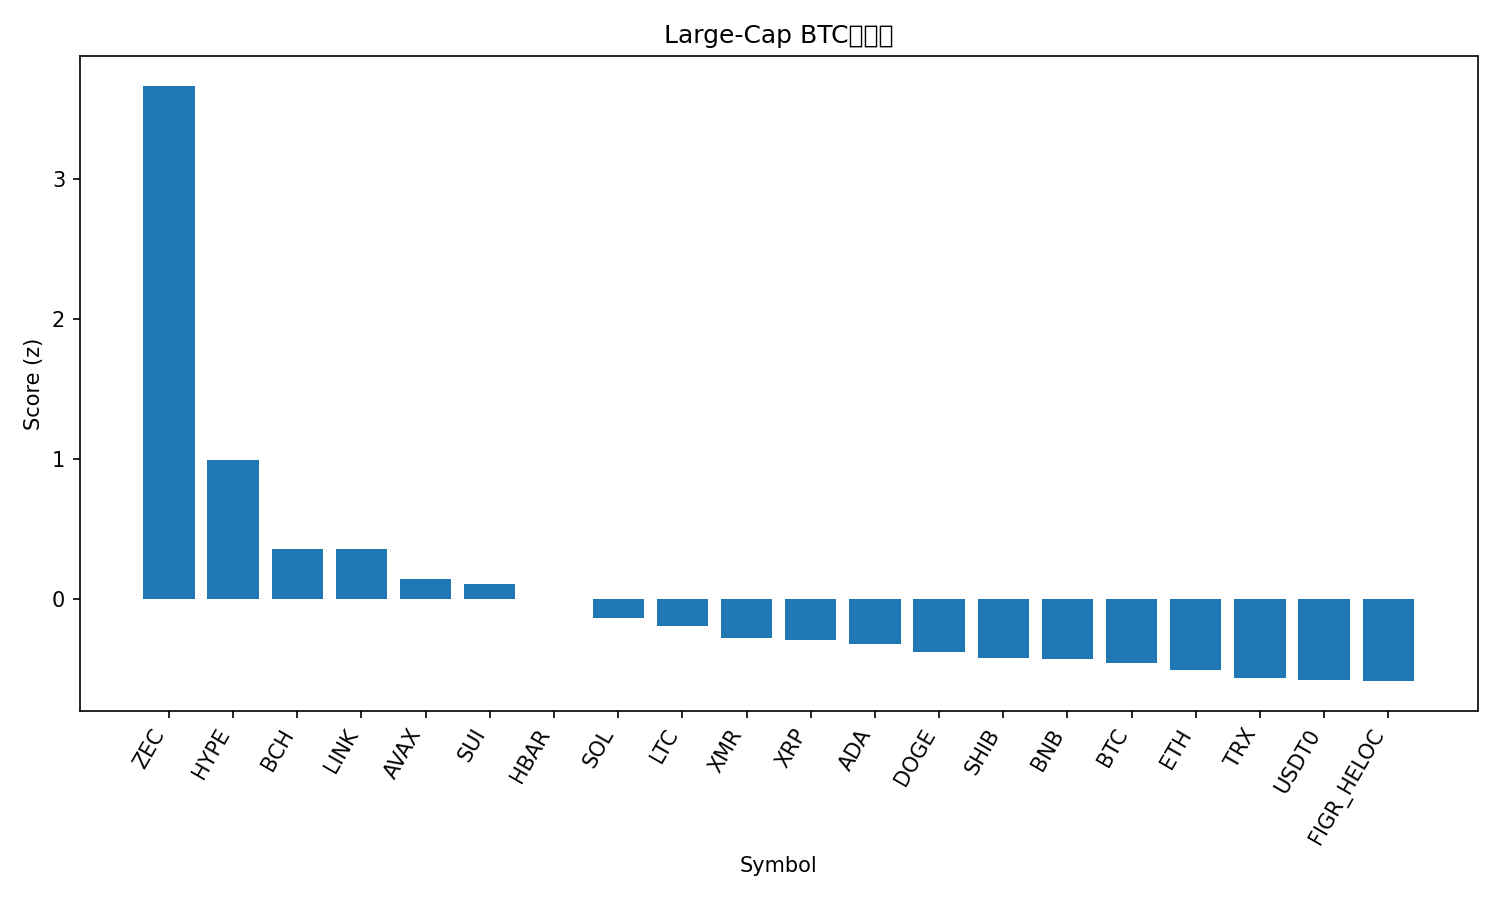 Large-Cap BTC
3
2
1
0
Score (z)
ZEC
HYPE
BCH
LINK
AVAX
SUI
HBAR
SOL
LTC
XMR
XRP
ADA
DOGE
SHIB
BNB
BTC
ETH
TRX
USDT0
FIGR_HELOC
Symbol